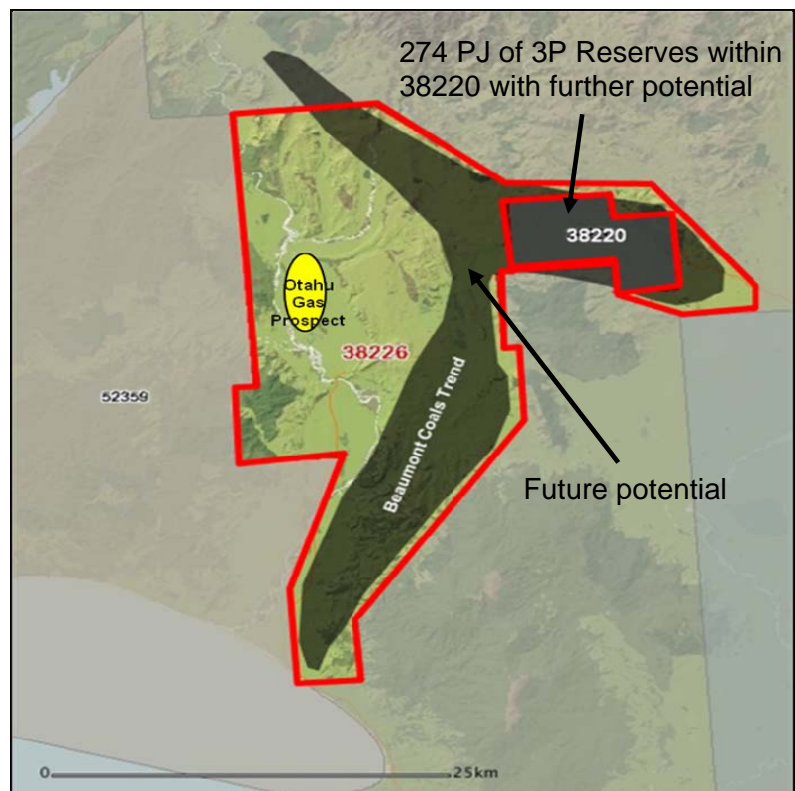 274 PJ of 3P Reserves within
38220 with further potential
38220
Otahu
Gas
Prospect
38226
52359
Beaumont Coals Trend
Future potential
0
25km